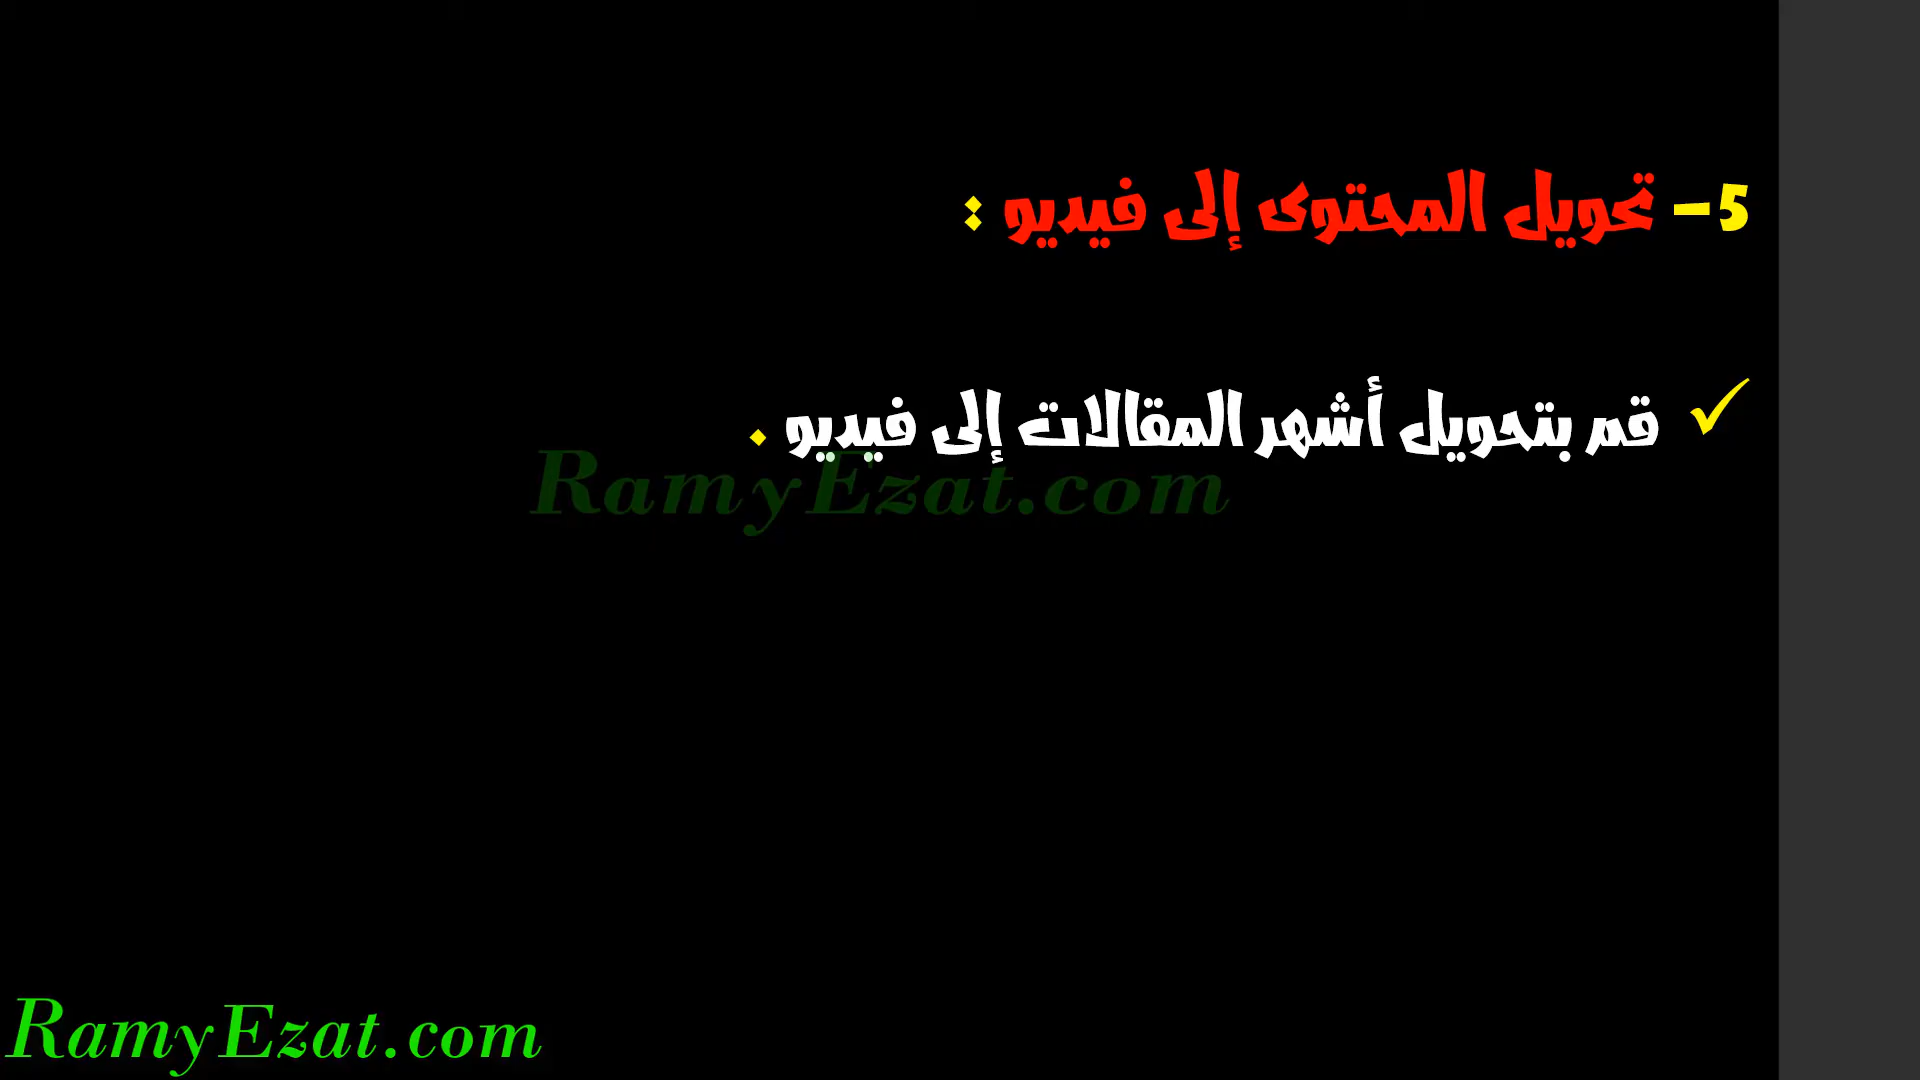 5- تحويل المحتوى إلى فيديو :
✓ قم بتحويل أشهر المقالات إلى فيديو .
RamyEzat.com
RamyEzat.com